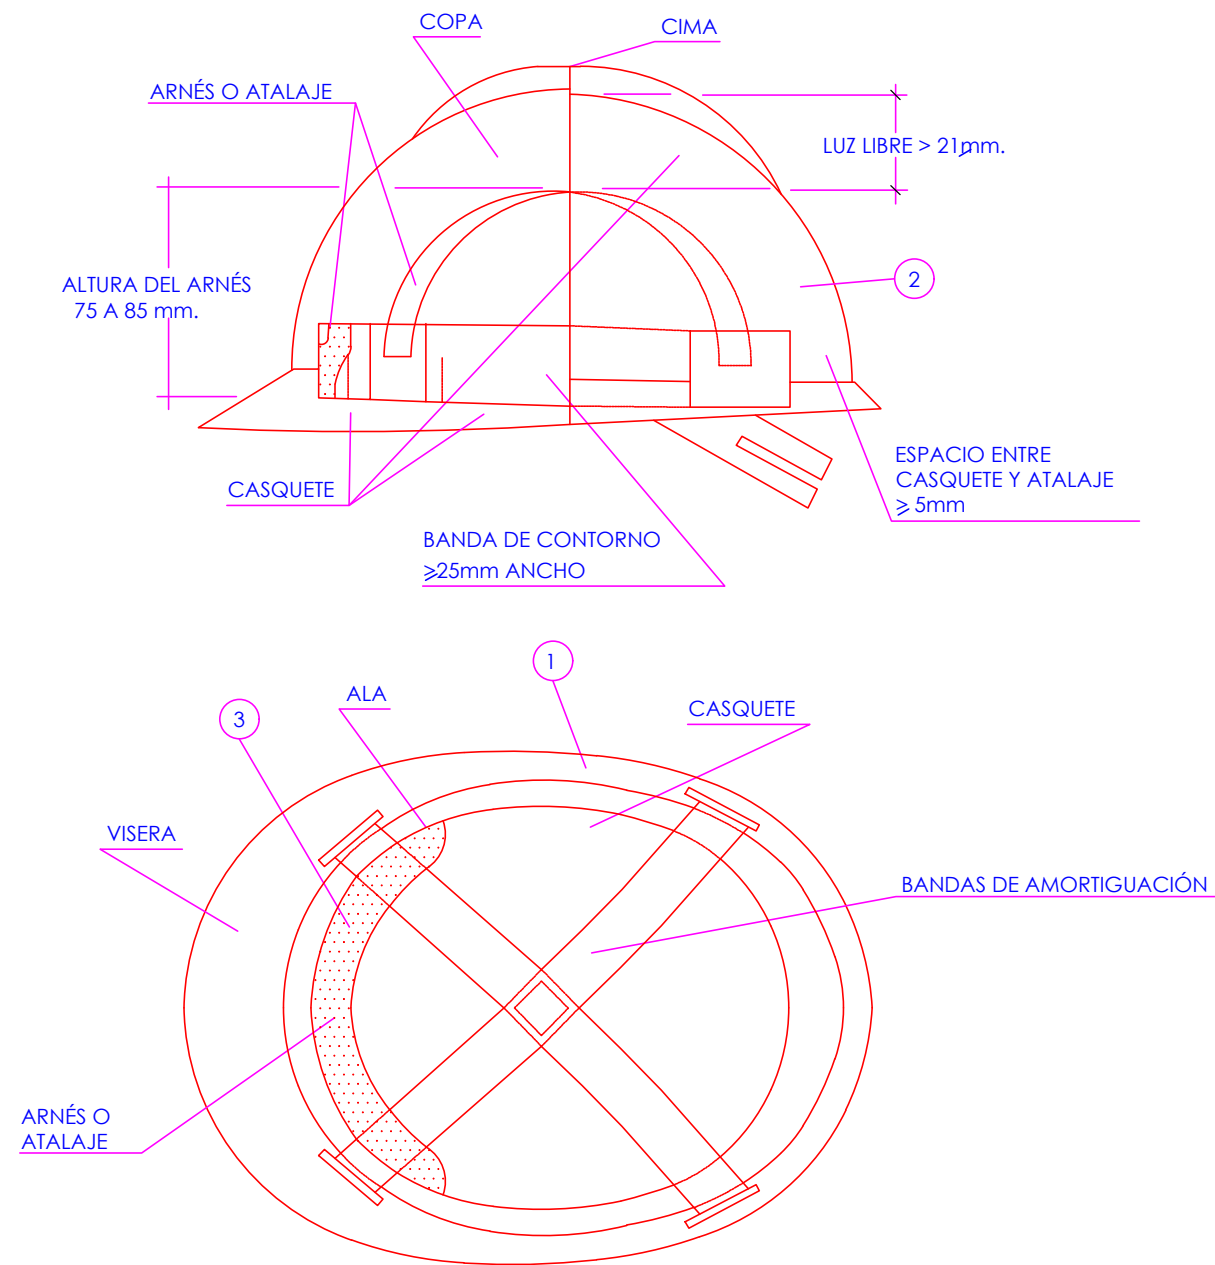 COPA
CIMA
ARNÉS O ATALAJE
LUZ LIBRE > 21mm.
ALTURA DEL ARNÉS
75 A 85 mm.
2
ESPACIO ENTRE
CASQUETE Y ATALAJE
⩾ 5mm
CASQUETE
BANDA DE CONTORNO
⩾25mm ANCHO
1
ALA
3
CASQUETE
VISERA
BANDAS DE AMORTIGUACIÓN
ARNÉS O
ATALAJE